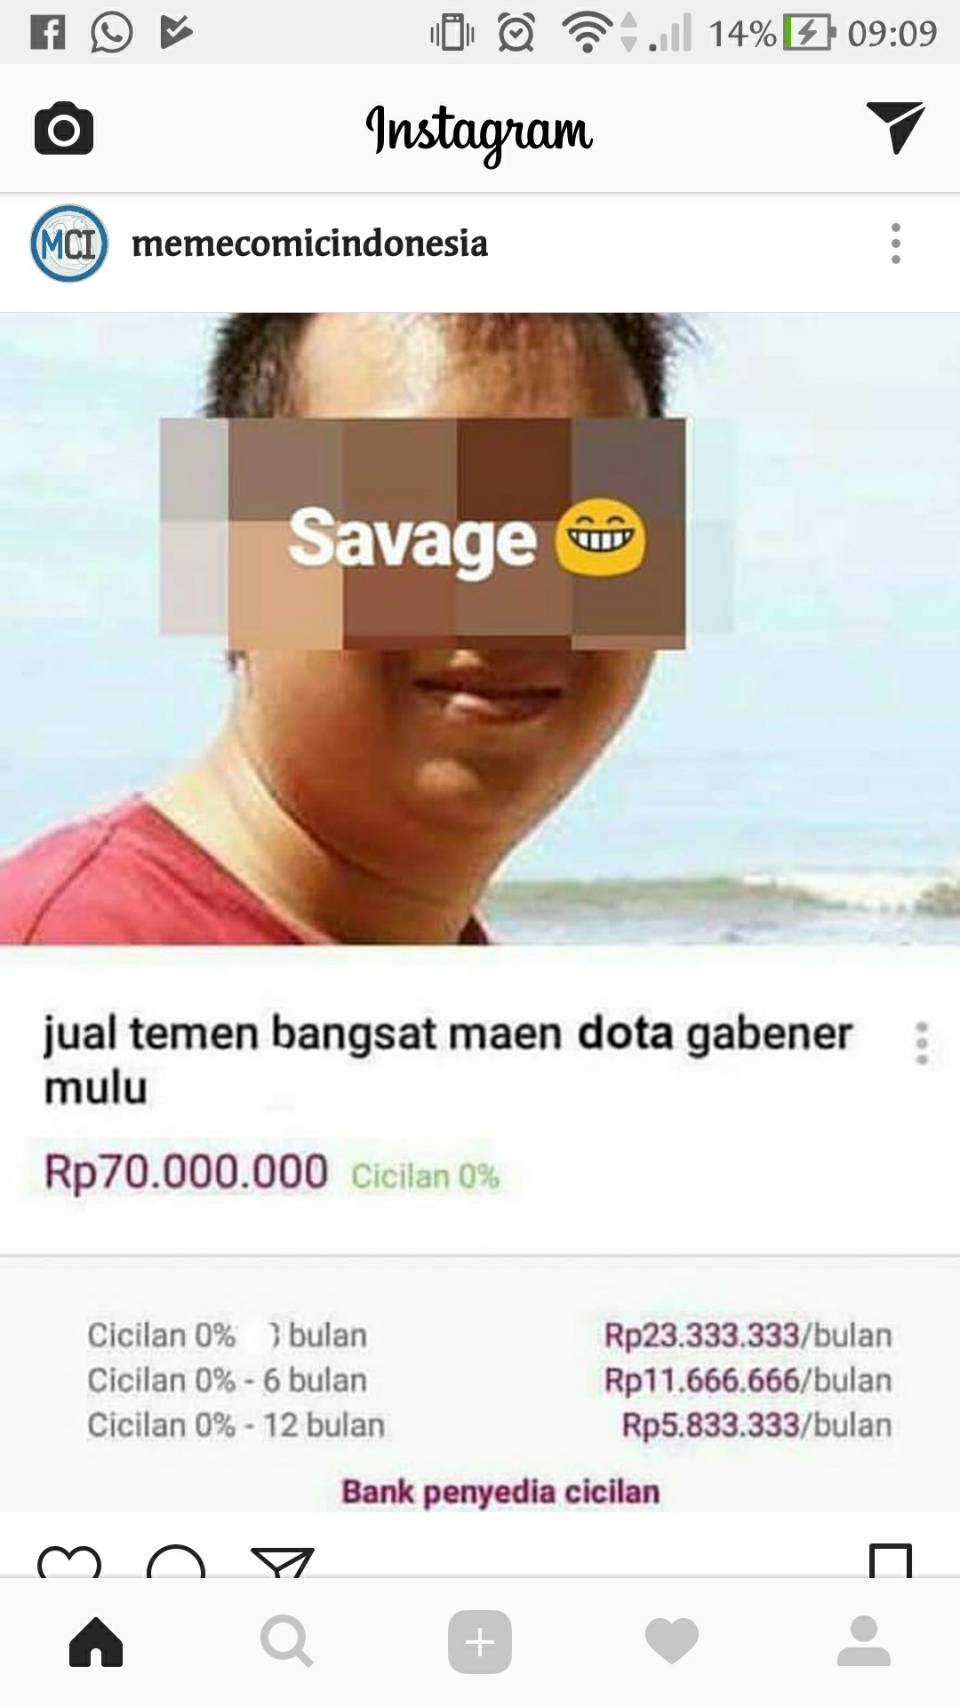 14% 09:09
Instagram
MCI memecomicindonesia
Savage 😁
jual temen bangsat maen dota gabener
mulu
Rp70.000.000 Cicilan 0%
Cicilan 0% bulan Rp23.333.333/bulan
Cicilan 0% - 6 bulan Rp11.666.666/bulan
Cicilan 0% - 12 bulan Rp5.833.333/bulan
Bank penyedia cicilan